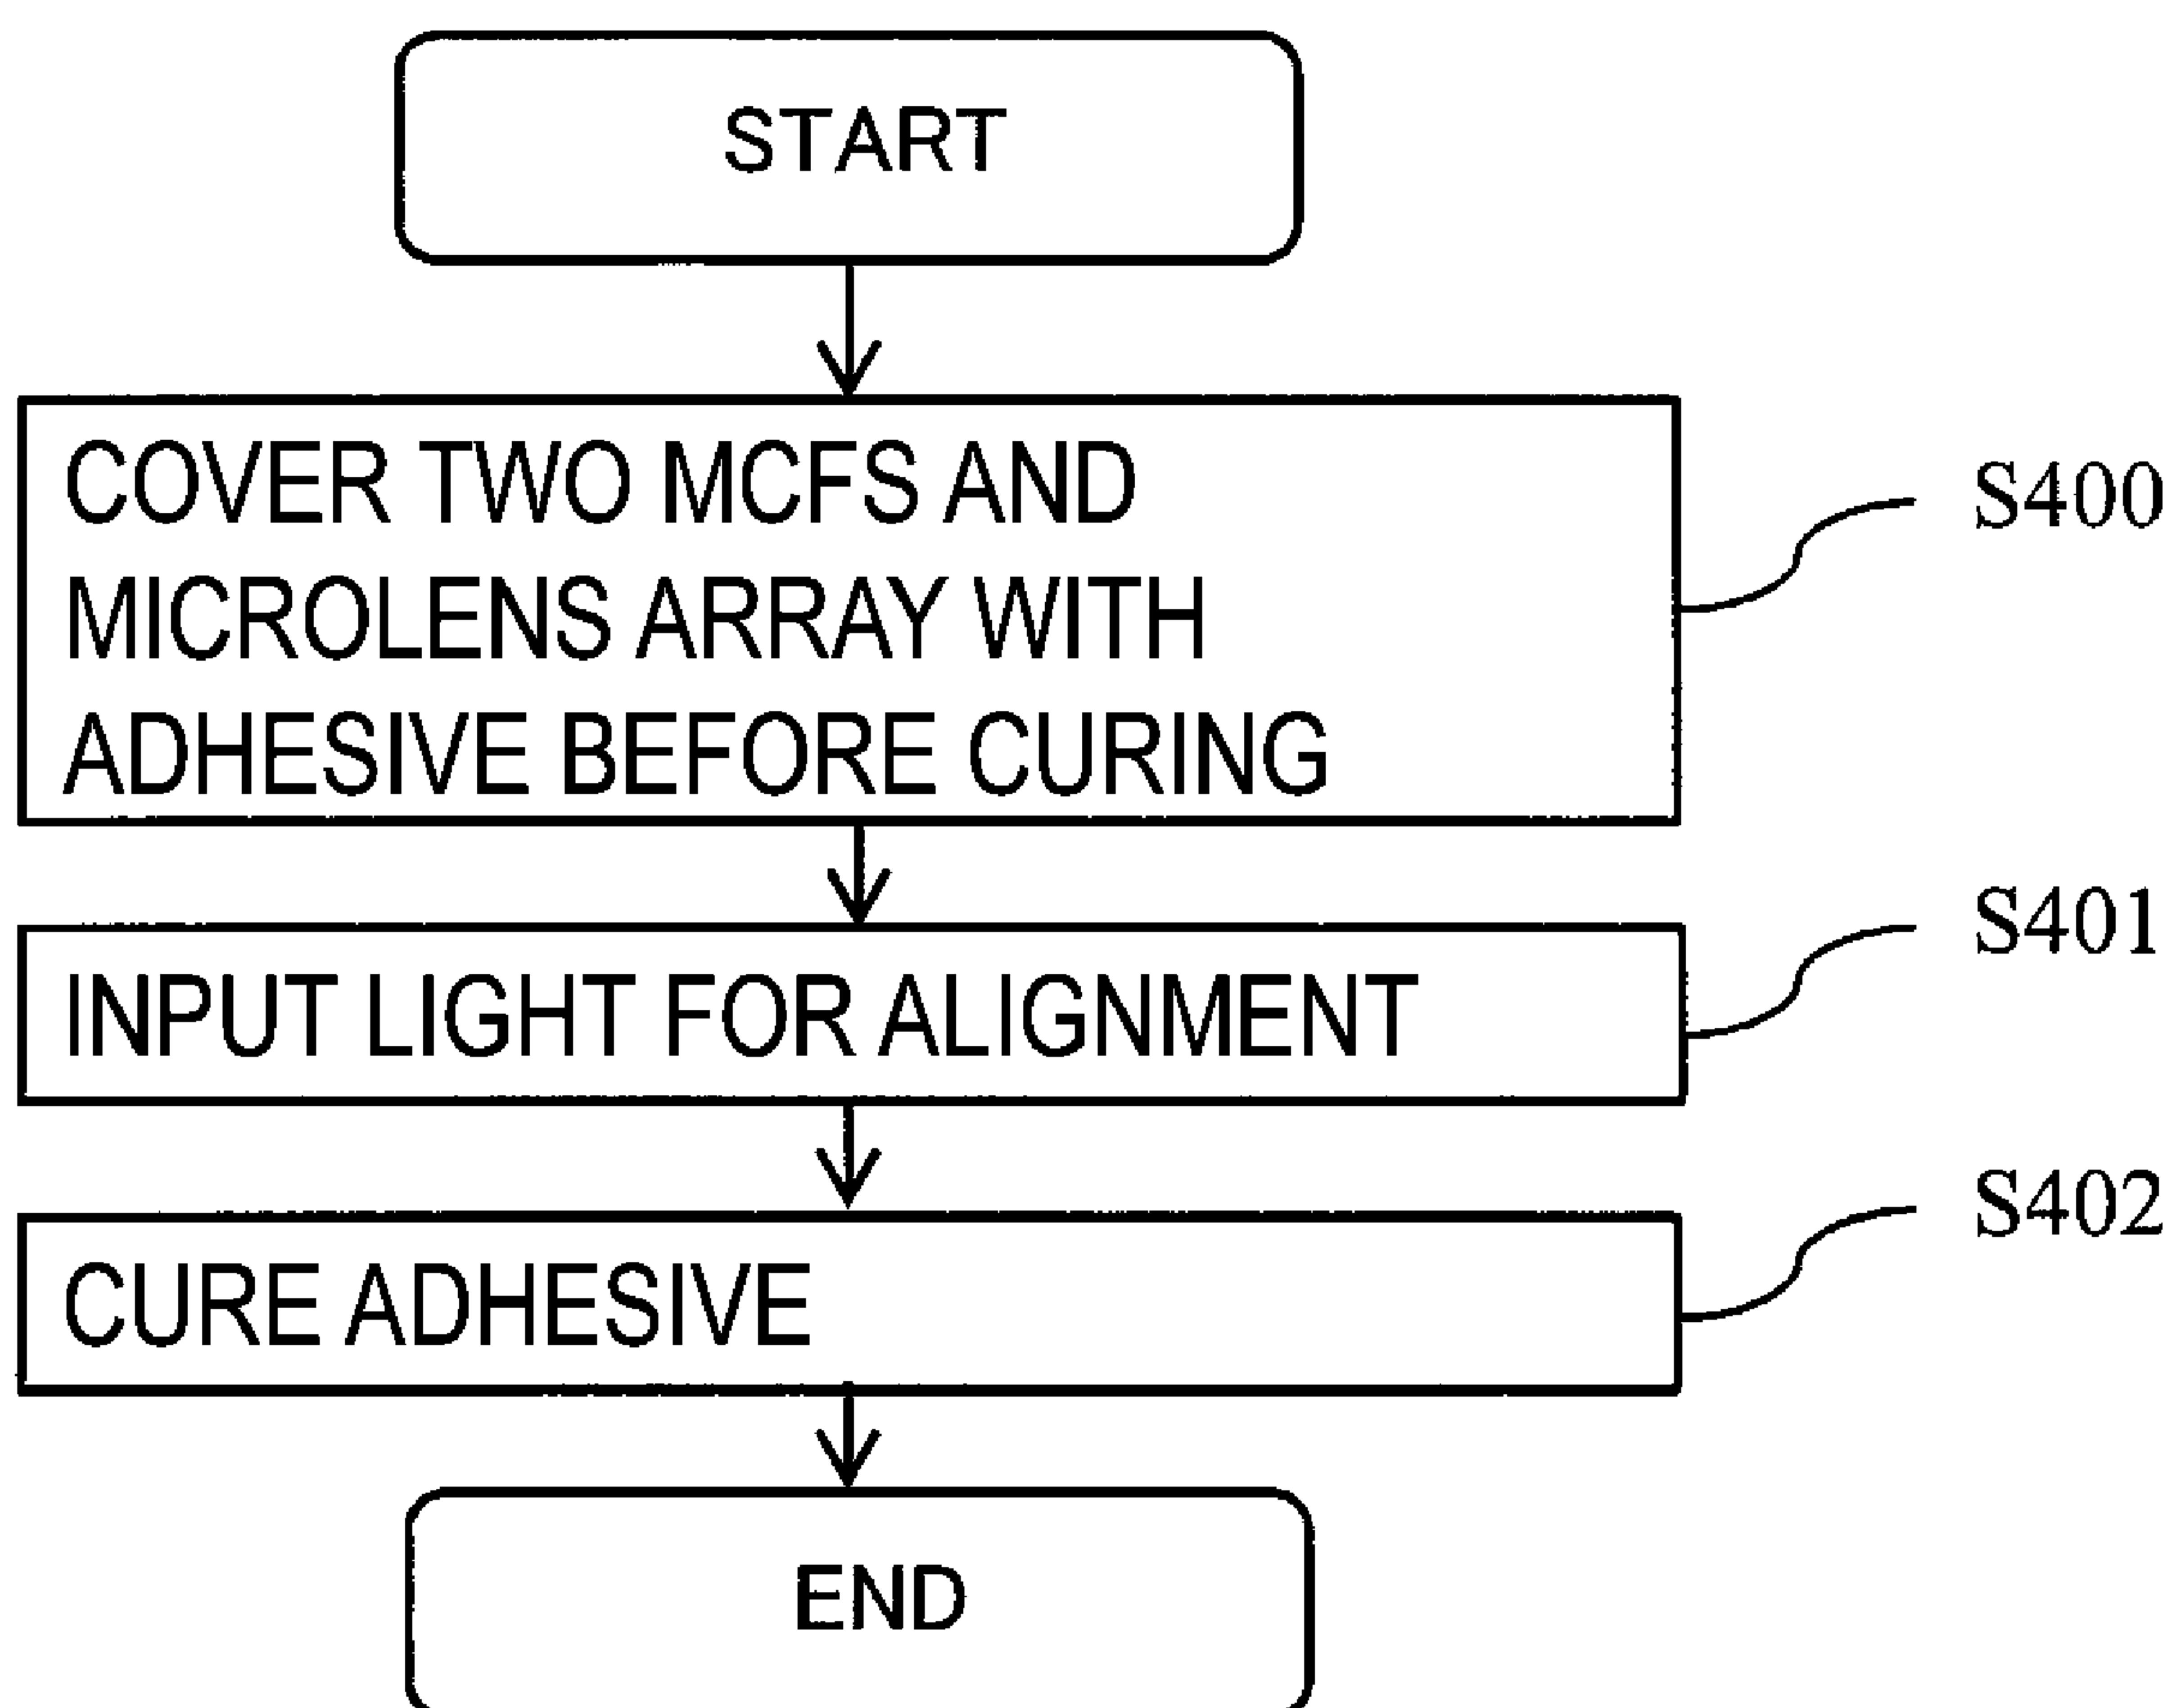 START
COVER TWO MCFS AND
MICROLENS ARRAY WITH
ADHESIVE BEFORE CURING
S400
INPUT LIGHT FOR ALIGNMENT
S401
CURE ADHESIVE
S402
END